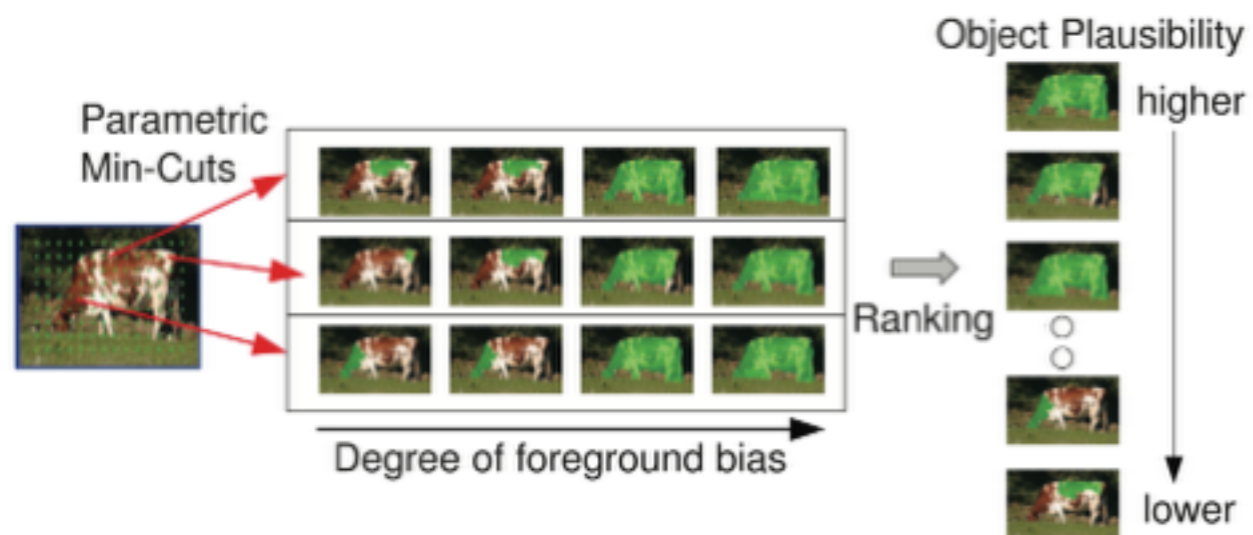 Object Plausibility
higher
Parametric
Min-Cuts
Ranking
Degree of foreground bias
lower